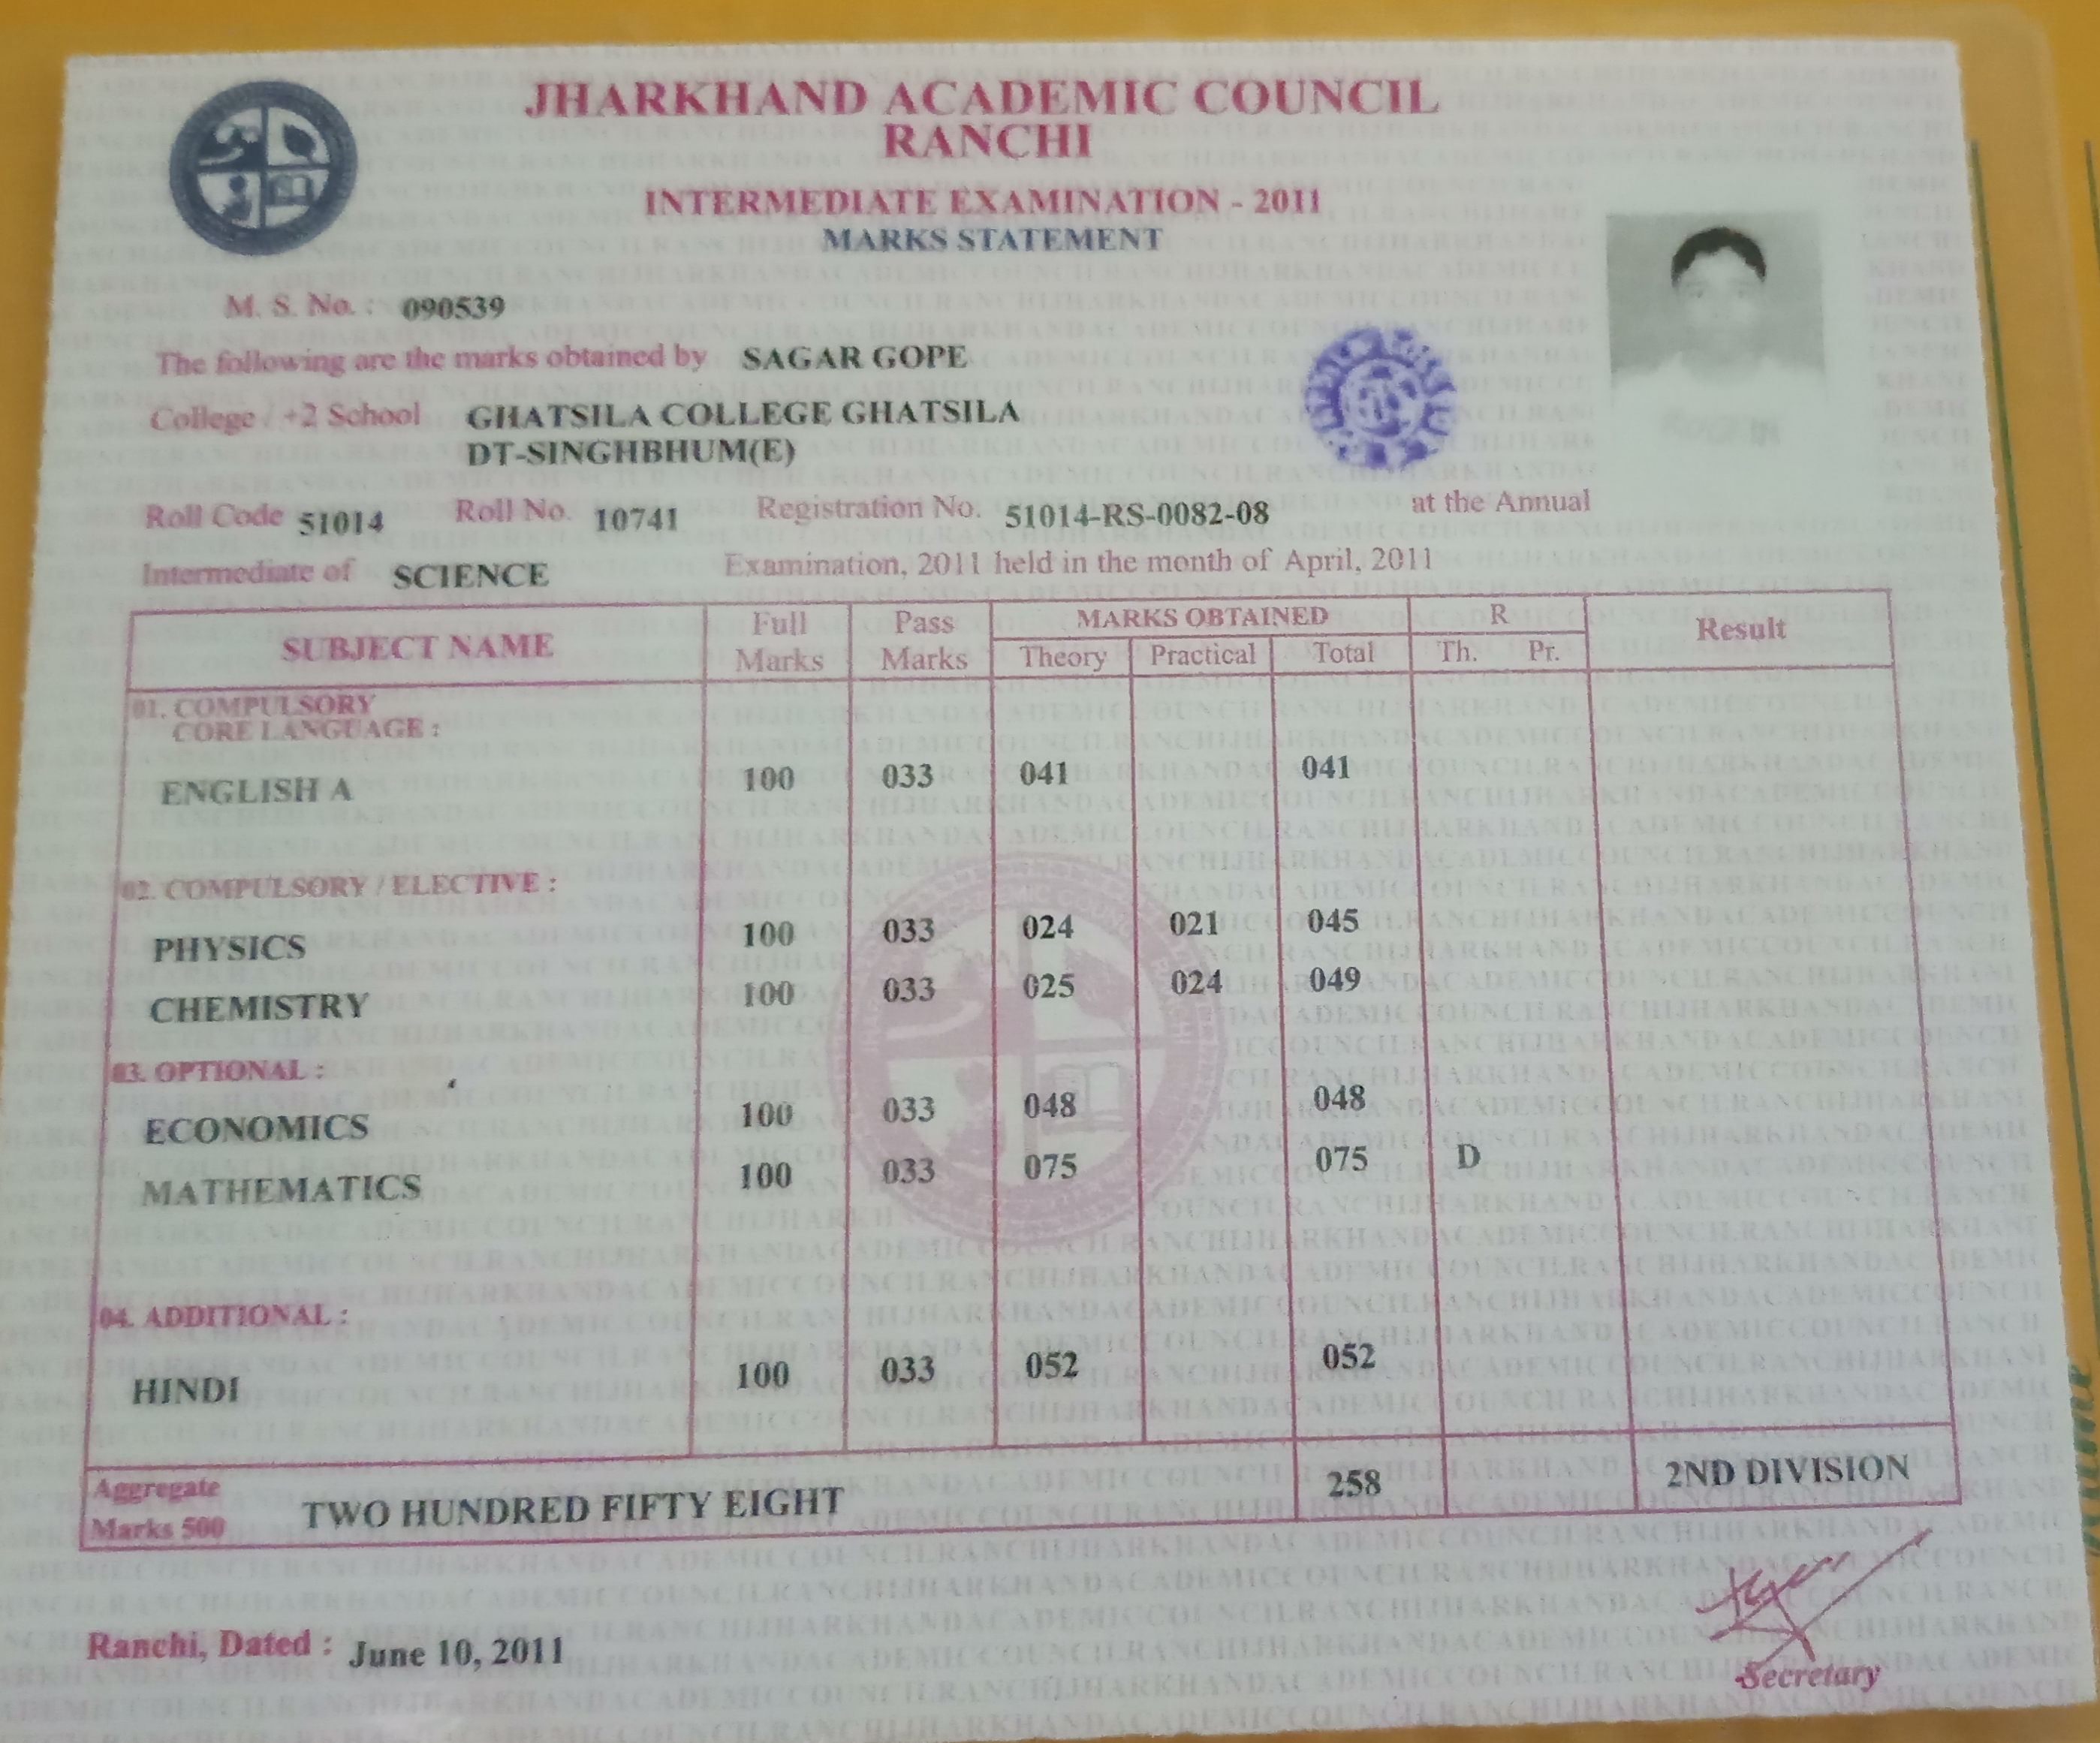 JHARKHAND ACADEMIC COUNCIL
RANCHI
INTERMEDIATE EXAMINATION - 2011
MARKS STATEMENT
M. S. No. : 090539
The following are the marks obtained by SAGAR GOPE
College / +2 School GHATSILA COLLEGE GHATSILA
DT-SINGHBHUM(E)
Roll Code 51014 Roll No. 10741 Registration No. 51014-RS-0082-08 at the Annual
Intermediate of SCIENCE Examination, 2011 held in the month of April, 2011
SUBJECT NAME Full Marks Pass Marks MARKS OBTAINED R Result
Theory Practical Total Th. Pr.
01. COMPULSORY
CORE LANGUAGE :
ENGLISH A 100 033 041 041
02. COMPULSORY / ELECTIVE :
PHYSICS 100 033 024 021 045
CHEMISTRY 100 033 025 024 049
03. OPTIONAL :
ECONOMICS 100 033 048 048
MATHEMATICS 100 033 075 075 D
04. ADDITIONAL :
HINDI 100 033 052 052
Aggregate
Marks 500 TWO HUNDRED FIFTY EIGHT 258 2ND DIVISION
Ranchi, Dated : June 10, 2011
Secretary